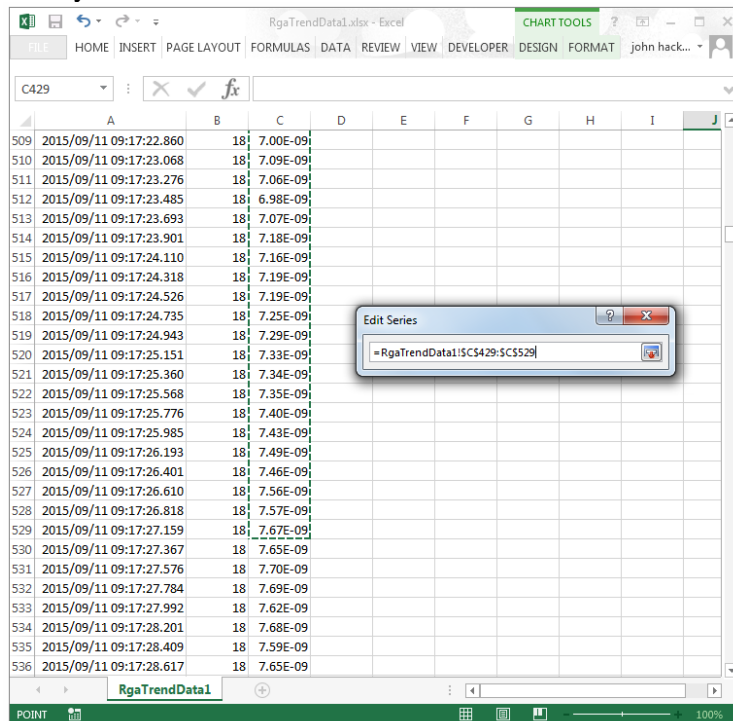 RgaTrendData1.xlsx - Excel
CHART TOOLS
?
FILE HOME INSERT PAGE LAYOUT FORMULAS DATA REVIEW VIEW DEVELOPER DESIGN FORMAT john hack...
C429 fx
A B C D E F G H I J
509 2015/09/11 09:17:22.860 18 7.00E-09
510 2015/09/11 09:17:23.068 18 7.09E-09
511 2015/09/11 09:17:23.276 18 7.06E-09
512 2015/09/11 09:17:23.485 18 6.98E-09
513 2015/09/11 09:17:23.693 18 7.07E-09
514 2015/09/11 09:17:23.901 18 7.18E-09
515 2015/09/11 09:17:24.110 18 7.16E-09
516 2015/09/11 09:17:24.318 18 7.19E-09
517 2015/09/11 09:17:24.526 18 7.19E-09
518 2015/09/11 09:17:24.735 18 7.25E-09
519 2015/09/11 09:17:24.943 18 7.29E-09
520 2015/09/11 09:17:25.151 18 7.33E-09
521 2015/09/11 09:17:25.360 18 7.34E-09
522 2015/09/11 09:17:25.568 18 7.35E-09
523 2015/09/11 09:17:25.776 18 7.40E-09
524 2015/09/11 09:17:25.985 18 7.43E-09
525 2015/09/11 09:17:26.193 18 7.49E-09
526 2015/09/11 09:17:26.401 18 7.46E-09
527 2015/09/11 09:17:26.610 18 7.56E-09
528 2015/09/11 09:17:26.818 18 7.57E-09
529 2015/09/11 09:17:27.159 18 7.67E-09
530 2015/09/11 09:17:27.367 18 7.65E-09
531 2015/09/11 09:17:27.576 18 7.70E-09
532 2015/09/11 09:17:27.784 18 7.69E-09
533 2015/09/11 09:17:27.992 18 7.62E-09
534 2015/09/11 09:17:28.201 18 7.68E-09
535 2015/09/11 09:17:28.409 18 7.59E-09
536 2015/09/11 09:17:28.617 18 7.65E-09
Edit Series
?
=RgaTrendData1!$C$429:$C$529
RgaTrendData1
POINT 100%